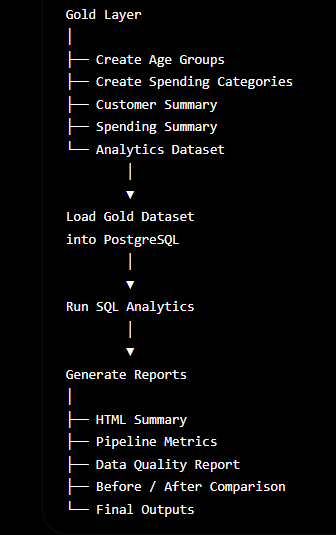 Gold Layer
│
├── Create Age Groups
├── Create Spending Categories
├── Customer Summary
├── Spending Summary
└── Analytics Dataset
        │
        ▼
Load Gold Dataset
into PostgreSQL
        │
        ▼
Run SQL Analytics
        │
        ▼
Generate Reports
│
├── HTML Summary
├── Pipeline Metrics
├── Data Quality Report
├── Before / After Comparison
└── Final Outputs